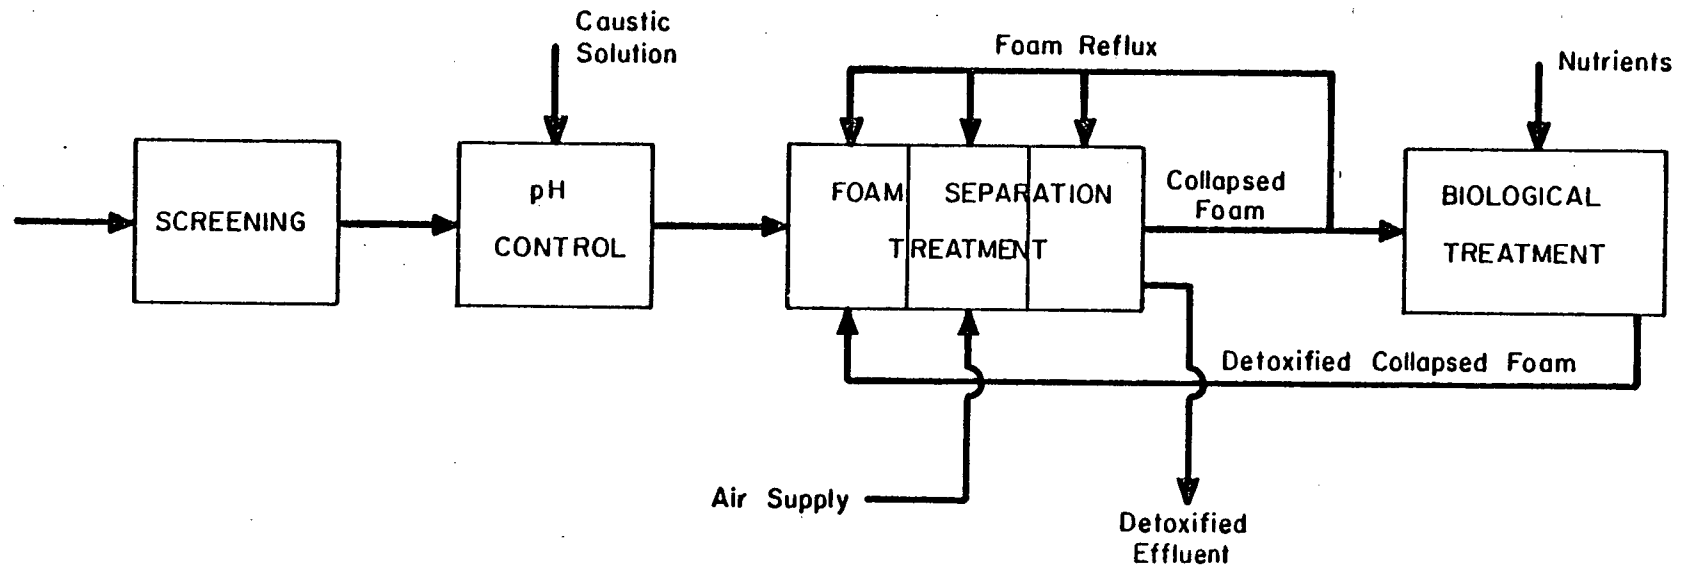 Caustic
Solution
Foam Reflux
Nutrients
SCREENING
pH
CONTROL
FOAM SEPARATION
TREATMENT
Collapsed
Foam
BIOLOGICAL
TREATMENT
Detoxified Collapsed Foam
Air Supply
Detoxified
Effluent